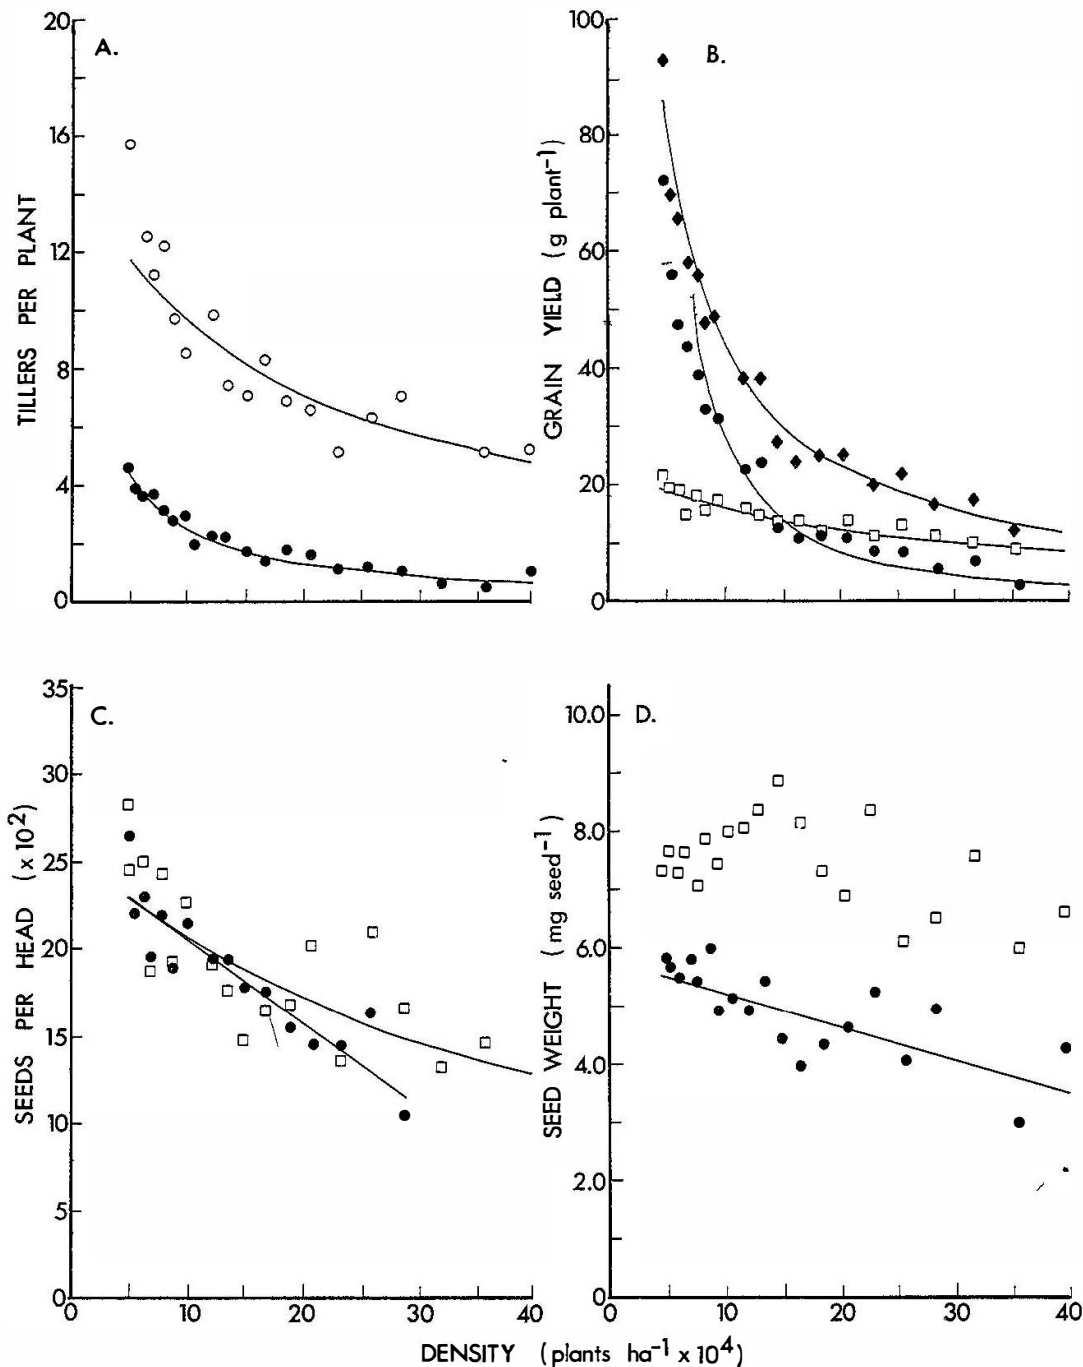 A.
20
16
12
8
4
0
TILLERS PER PLANT
B.
100
80
60
40
20
0
GRAIN YIELD (g plant⁻¹)
C.
35
30
25
20
15
10
5
0
SEEDS PER HEAD (x 10²)
0 10 20 30 40
D.
10.0
8.0
6.0
4.0
2.0
0
SEED WEIGHT (mg seed⁻¹)
0 10 20 30 40
DENSITY (plants ha⁻¹ x 10⁴)